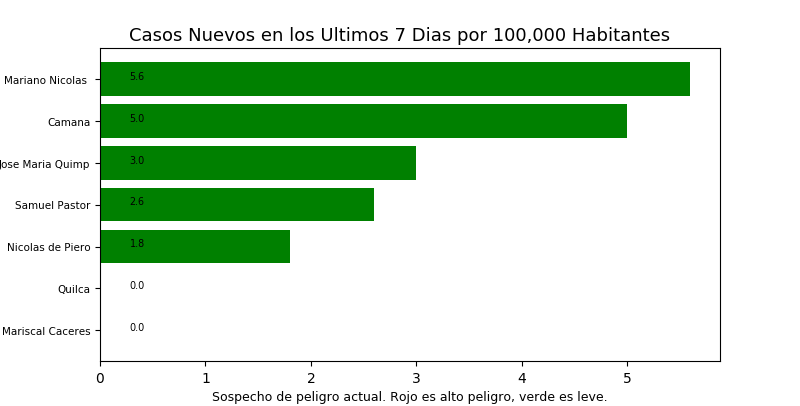 Casos Nuevos en los Ultimos 7 Dias por 100,000 Habitantes
Mariano Nicolas 5.6
Camana 5.0
Jose Maria Quimp 3.0
Samuel Pastor 2.6
Nicolas de Piero 1.8
Quilca 0.0
Mariscal Caceres 0.0
0 1 2 3 4 5
Sospecho de peligro actual. Rojo es alto peligro, verde es leve.